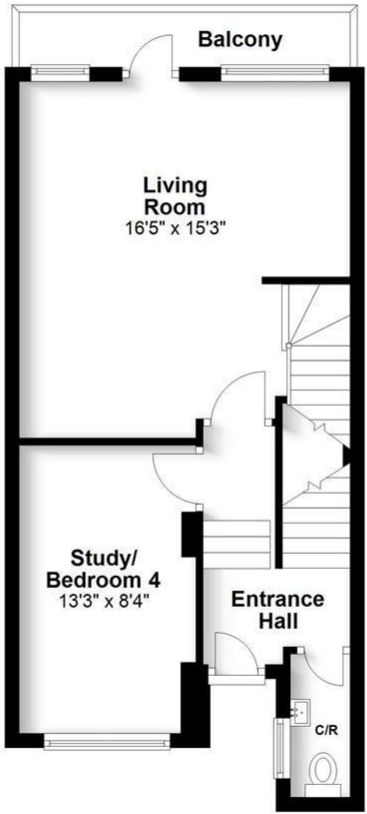 Balcony
Living
Room
16'5" x 15'3"
Study/
Bedroom 4
13'3" x 8'4"
Entrance
Hall
C/R